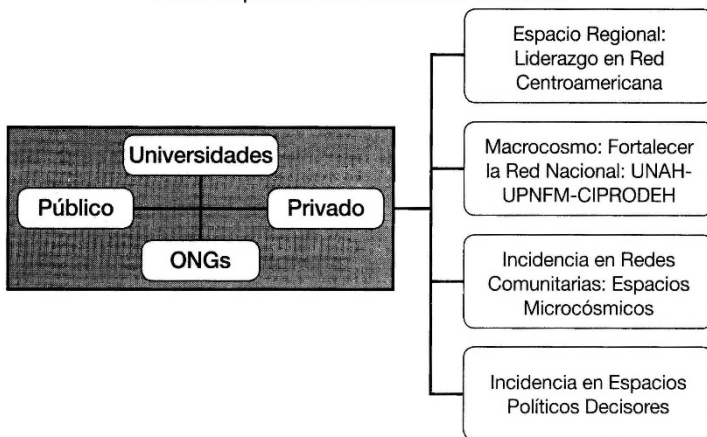 Universidades
Público
Privado
ONGs
Espacio Regional:
Liderazgo en Red
Centroamericana
Macrocosmo: Fortalecer
la Red Nacional: UNAH-
UPNFM-CIPRODEH
Incidencia en Redes
Comunitarias: Espacios
Microcósmicos
Incidencia en Espacios
Políticos Decisores